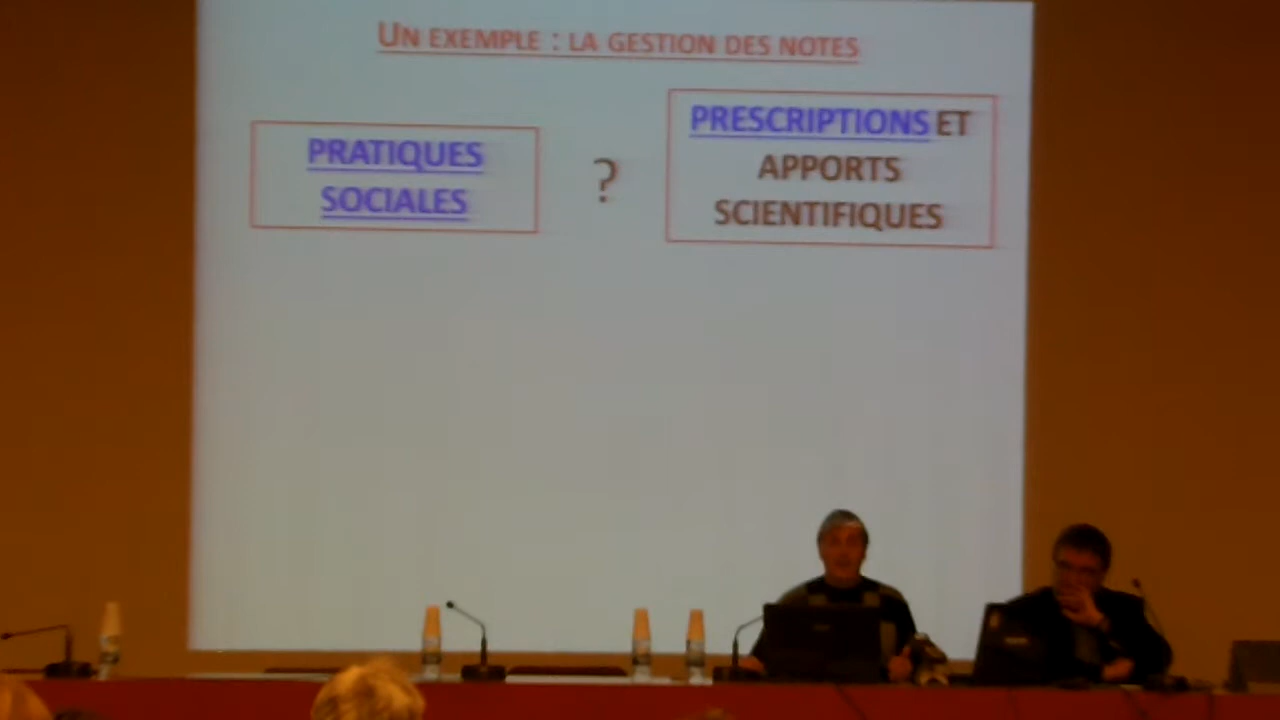 UN EXEMPLE : LA GESTION DES NOTES
PRATIQUES
SOCIALES
?
PRESCRIPTIONS ET
APPORTS
SCIENTIFIQUES